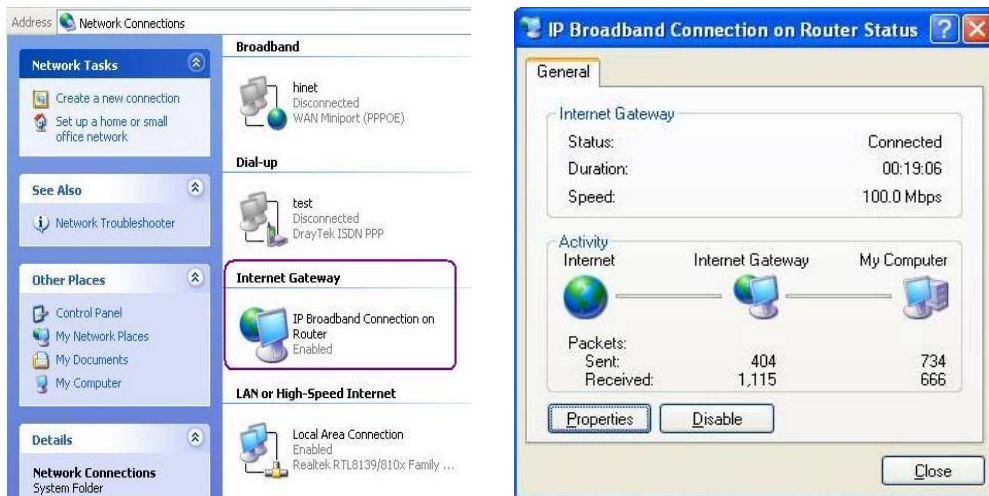 Address Network Connections
Network Tasks
Create a new connection
Set up a home or small
office network
See Also
Network Troubleshooter
Other Places
Control Panel
My Network Places
My Documents
My Computer
Details
Network Connections
System Folder
Broadband
hinet
Disconnected
WAN Miniport (PPPOE)
Dial-up
test
Disconnected
DrayTek ISDN PPP
Internet Gateway
IP Broadband Connection on
Router
Enabled
LAN or High-Speed Internet
Local Area Connection
Enabled
Realtek RTL8139/810x Family ...
IP Broadband Connection on Router Status
General
Internet Gateway
Status: Connected
Duration: 00:19:06
Speed: 100.0 Mbps
Activity
Internet Internet Gateway My Computer
Packets:
Sent: 404 734
Received: 1,115 666
Properties Disable
Close